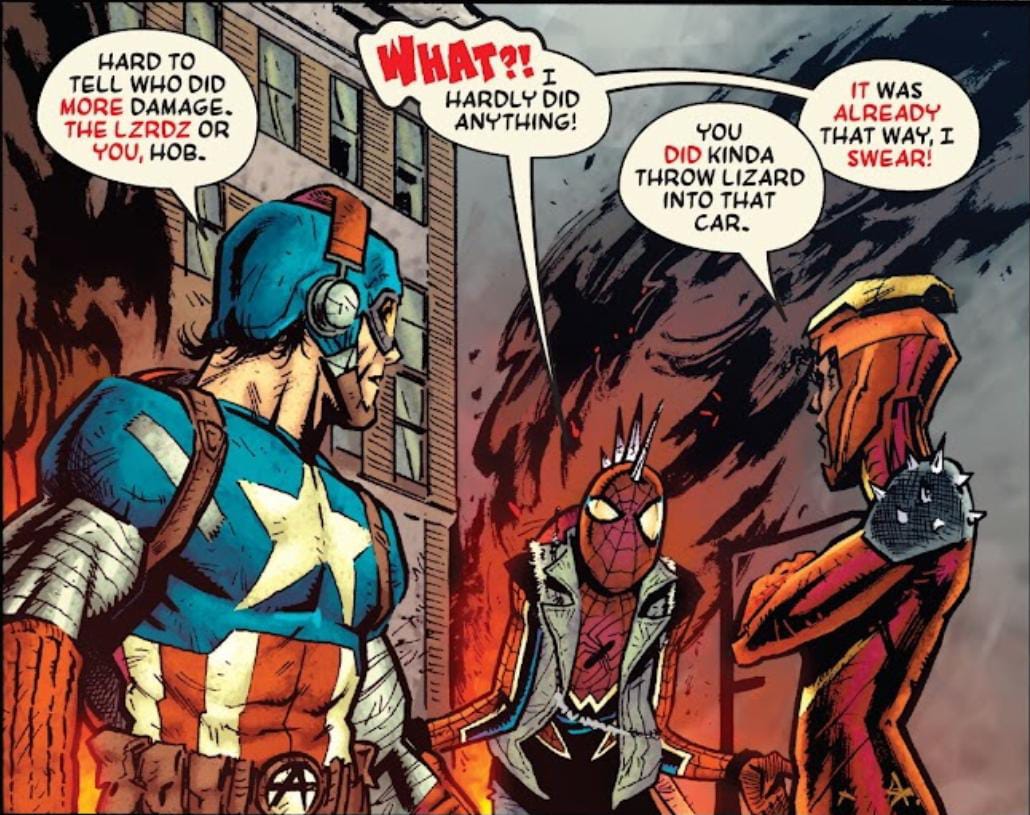 HARD TO
TELL WHO DID
MORE DAMAGE.
THE LZRDZ OR
YOU, HOB.
WHAT?! I
HARDLY DID
ANYTHING!
YOU
DID KINDA
THROW LIZARD
INTO THAT
CAR.
IT WAS
ALREADY
THAT WAY, I
SWEAR!
A